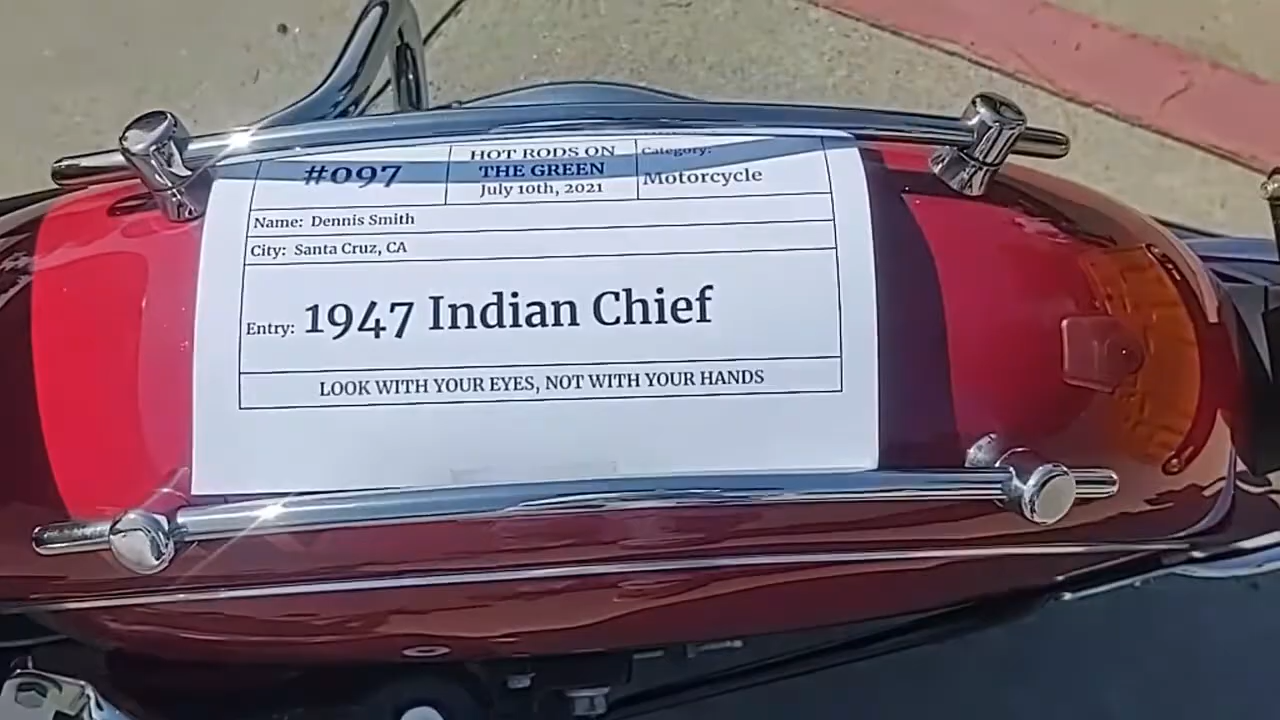 #097
HOT RODS ON
THE GREEN
July 10th, 2021
Category:
Motorcycle
Name: Dennis Smith
City: Santa Cruz, CA
Entry: 1947 Indian Chief
LOOK WITH YOUR EYES, NOT WITH YOUR HANDS